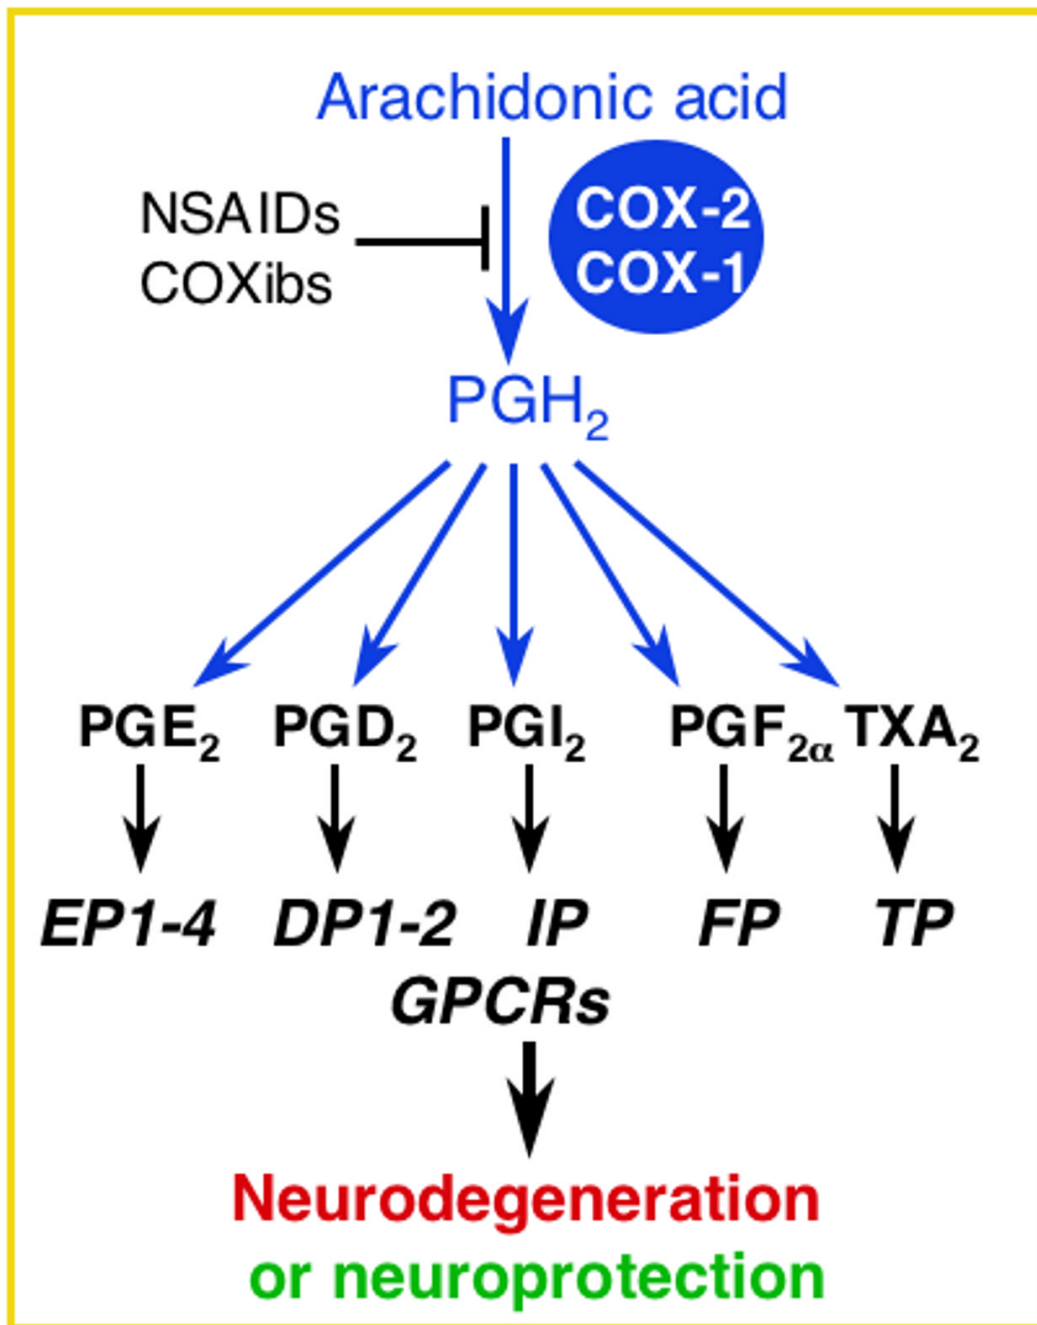 Arachidonic acid
NSAIDs
COXibs
COX-2
COX-1
PGH₂
PGE₂ PGD₂ PGI₂ PGF₂α TXA₂
EP1-4 DP1-2 IP FP TP
GPCRs
Neurodegeneration
or neuroprotection